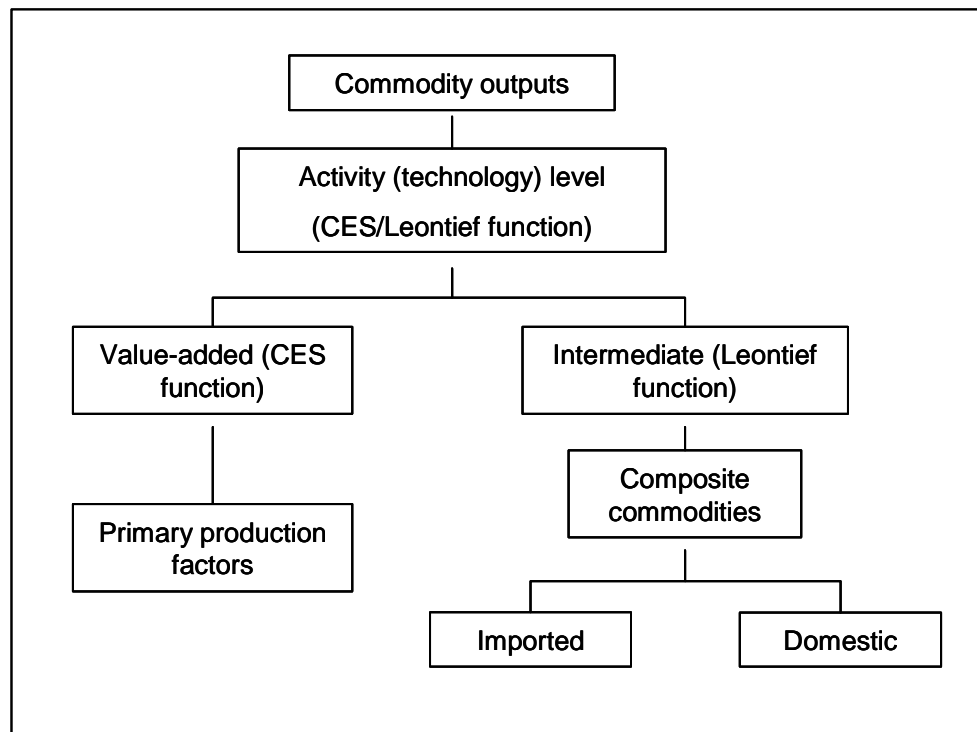 Commodity outputs
Activity (technology) level
(CES/Leontief function)
Value-added (CES
function)
Intermediate (Leontief
function)
Composite
commodities
Primary production
factors
Imported
Domestic